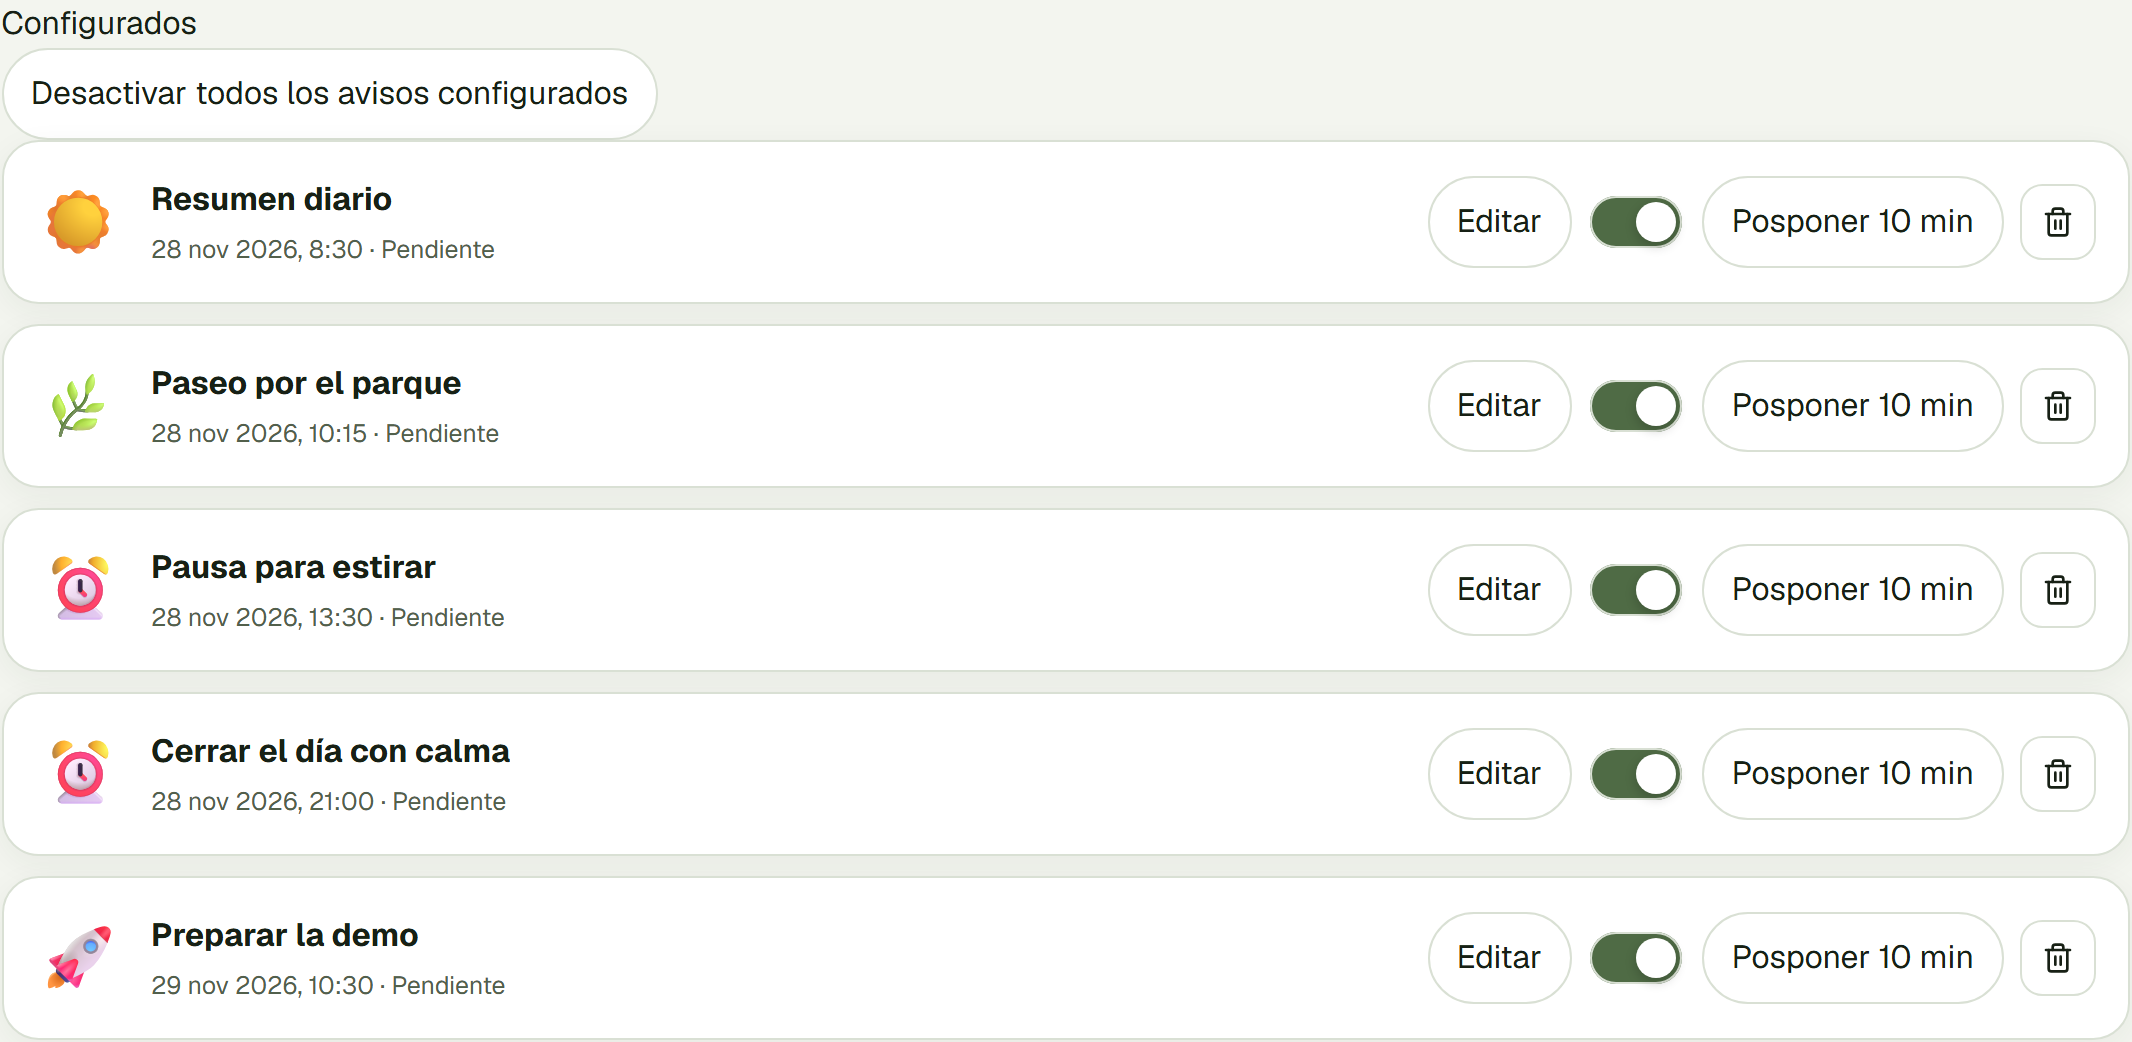 Configurados
Desactivar todos los avisos configurados
Resumen diario
28 nov 2026, 8:30 · Pendiente
Editar
Posponer 10 min
Paseo por el parque
28 nov 2026, 10:15 · Pendiente
Editar
Posponer 10 min
Pausa para estirar
28 nov 2026, 13:30 · Pendiente
Editar
Posponer 10 min
Cerrar el día con calma
28 nov 2026, 21:00 · Pendiente
Editar
Posponer 10 min
Preparar la demo
29 nov 2026, 10:30 · Pendiente
Editar
Posponer 10 min